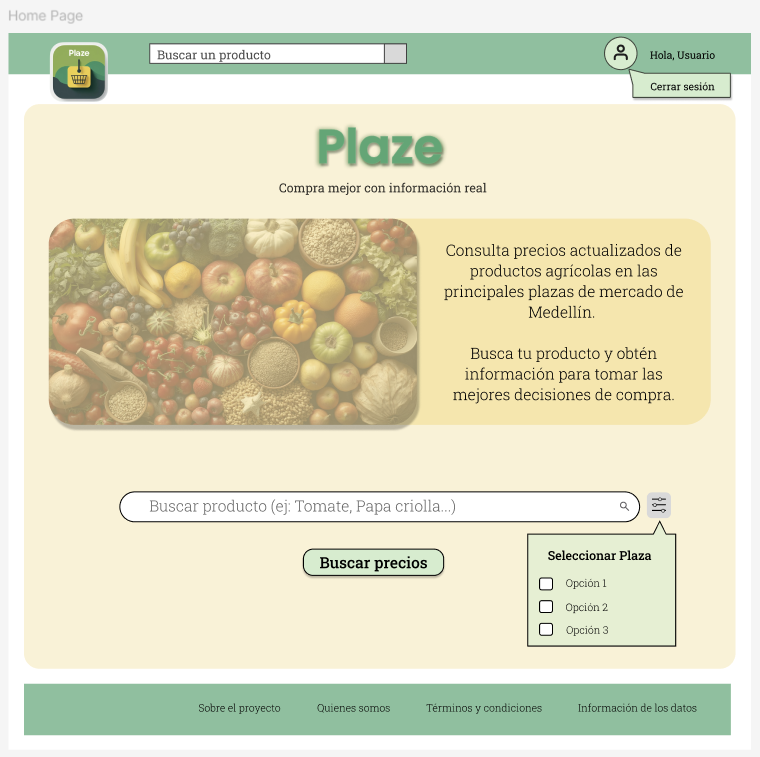 Home Page
Plaze
Buscar un producto
Hola, Usuario
Cerrar sesión
Plaze
Compra mejor con información real
Consulta precios actualizados de
productos agrícolas en las
principales plazas de mercado de
Medellín.
Busca tu producto y obtén
información para tomar las
mejores decisiones de compra.
Buscar producto (ej: Tomate, Papa criolla...)
Buscar precios
Seleccionar Plaza
Opción 1
Opción 2
Opción 3
Sobre el proyecto
Quienes somos
Términos y condiciones
Información de los datos